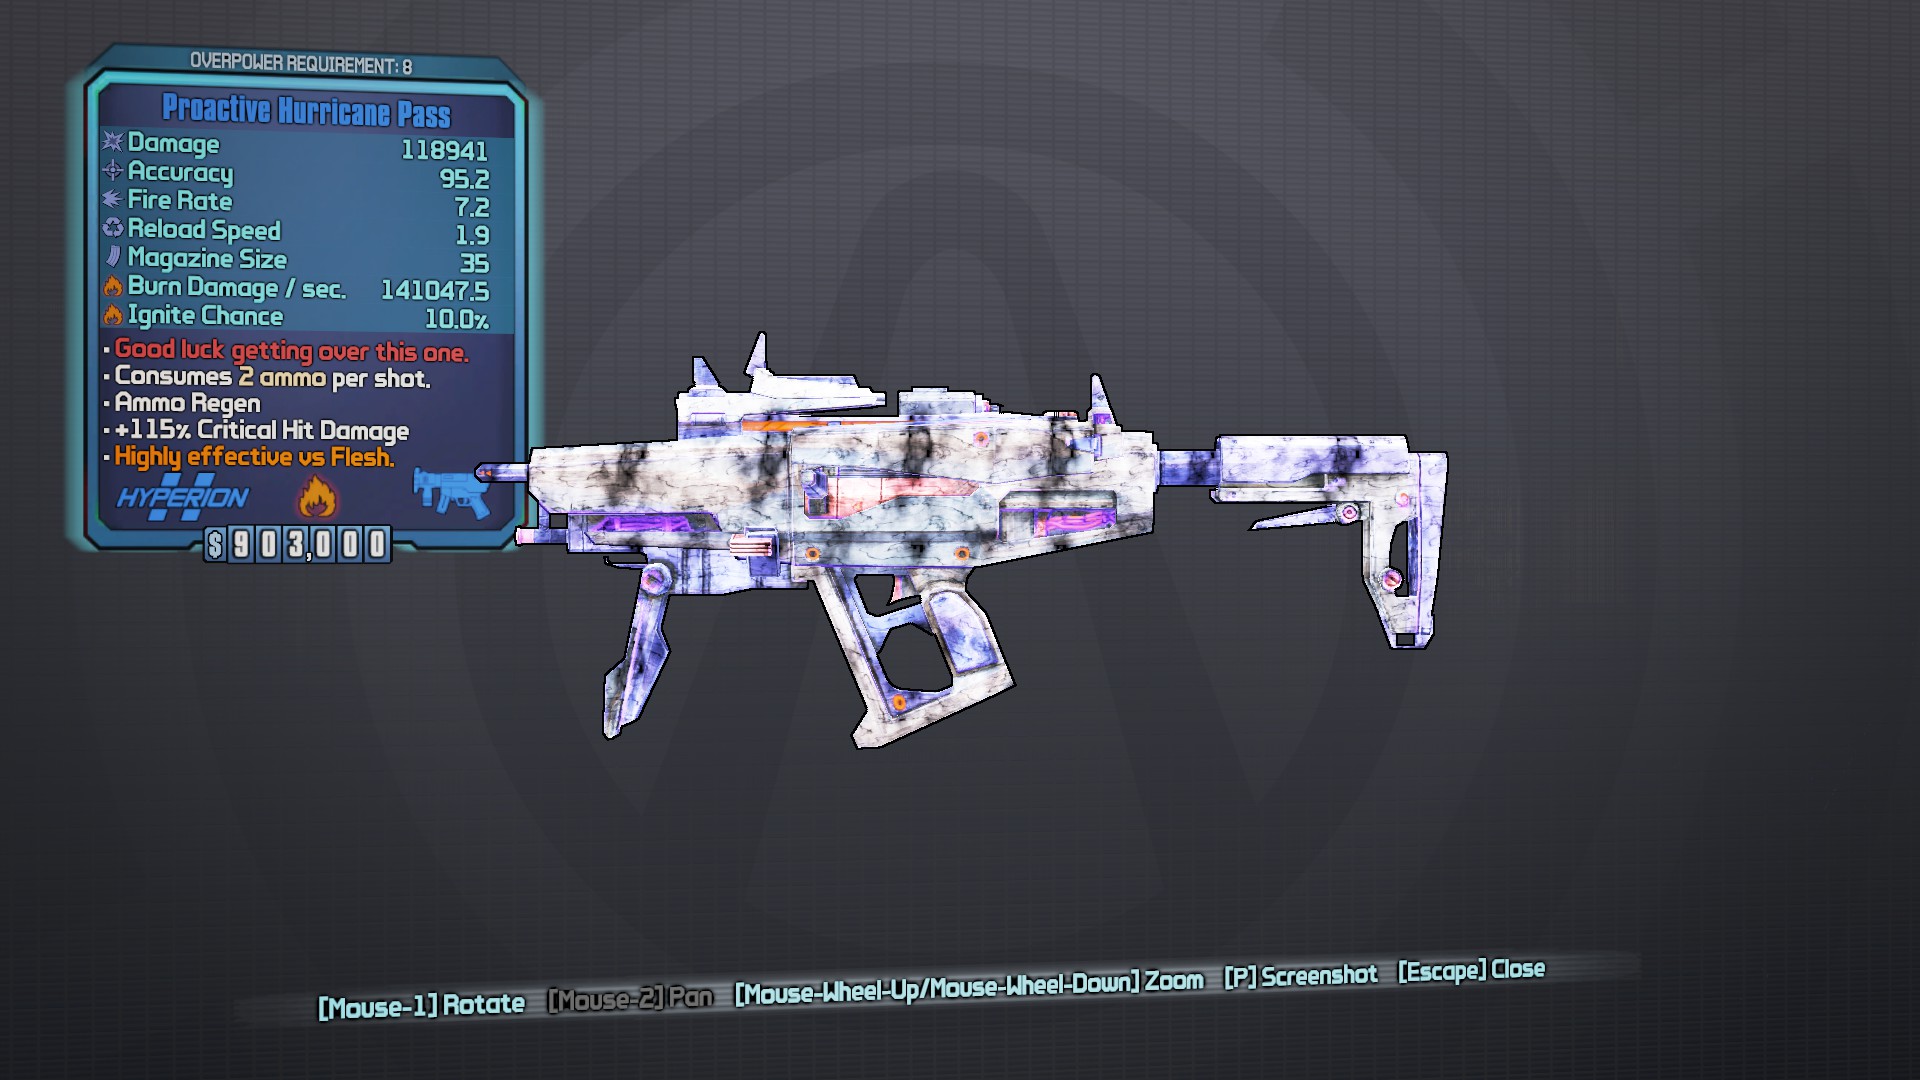 OVERPOWER REQUIREMENT: 8
Proactive Hurricane Pass
Damage 118941
Accuracy 95.2
Fire Rate 7.2
Reload Speed 1.9
Magazine Size 35
Burn Damage / sec. 141047.5
Ignite Chance 10.0%
• Good luck getting over this one.
• Consumes 2 ammo per shot.
• Ammo Regen
• +115% Critical Hit Damage
• Highly effective vs Flesh.
HYPERION
$903,000
[Mouse-1] Rotate [Mouse-2] Pan [Mouse-Wheel-Up/Mouse-Wheel-Down] Zoom [P] Screenshot [Escape] Close